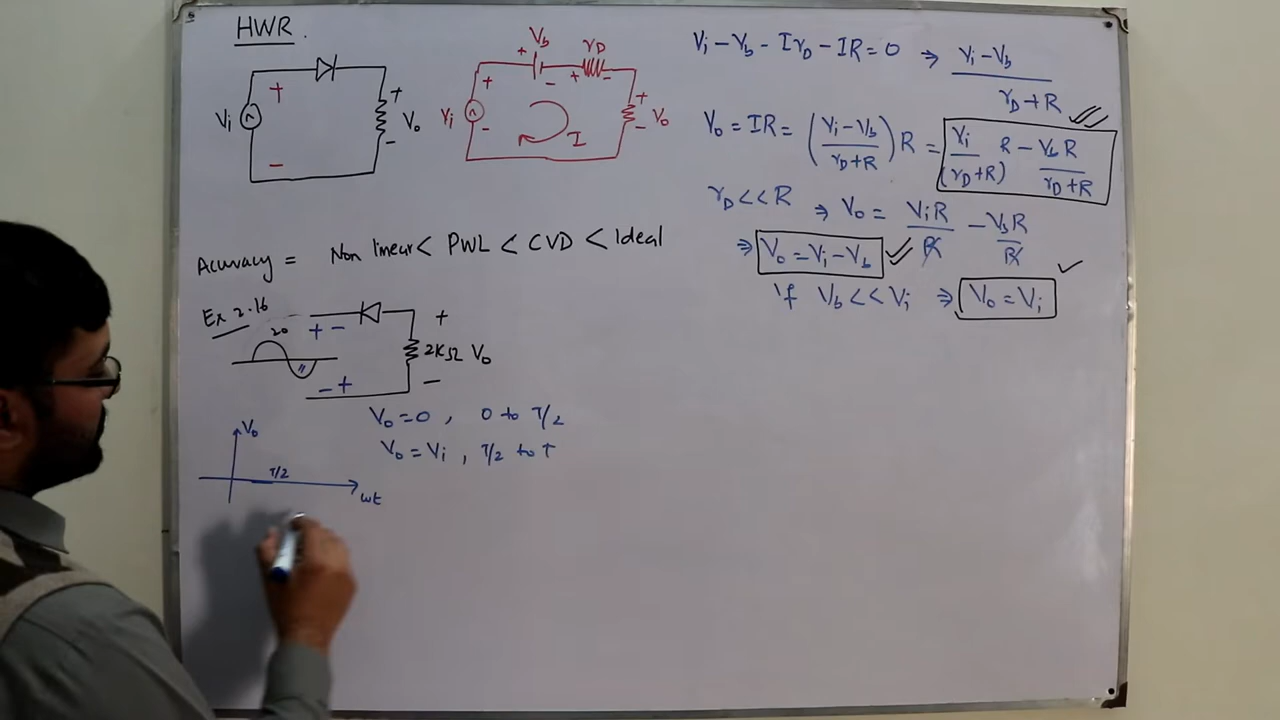 HWR.
Vi
+
−
+
Vo
−
Vb
+
−
rD
+
−
+
−
Vi
I
+
−
Vo
Vi − Vb − IrD − IR = 0 ⇒ Vi − Vb / rD + R
Vo = IR = (Vi − Vb / rD + R) R = Vi / (rD + R) R − VbR / rD + R
rD << R ⇒ Vo = ViR / R − VbR / R
⇒ Vo = Vi − Vb
if Vb << Vi ⇒ Vo = Vi
Accuracy = Non linear < PWL < CVD < Ideal
Ex 2.16
20
+ −
− +
+
2KΩ Vo
−
Vo = 0 , 0 to T/2
Vo = Vi , T/2 to T
Vo
T/2
wt